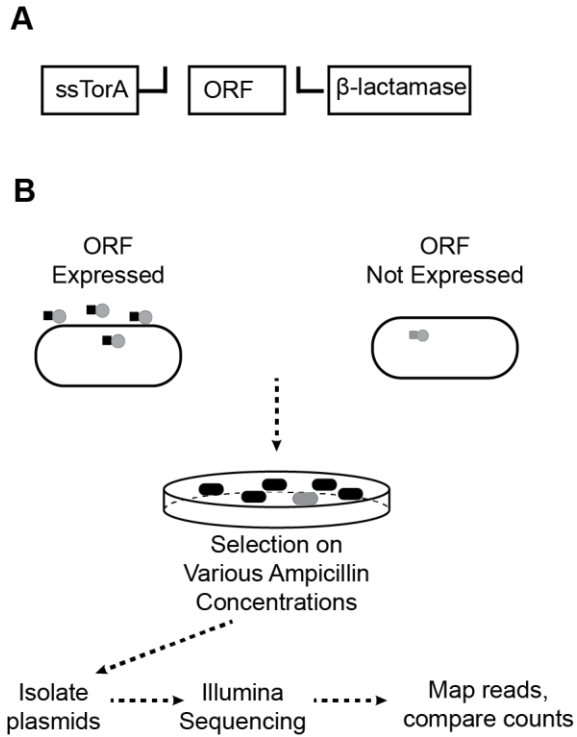 A
ssTorA
ORF
β-lactamase
B
ORF
Expressed
ORF
Not Expressed
Selection on
Various Ampicillin
Concentrations
Isolate
plasmids
Illumina
Sequencing
Map reads,
compare counts